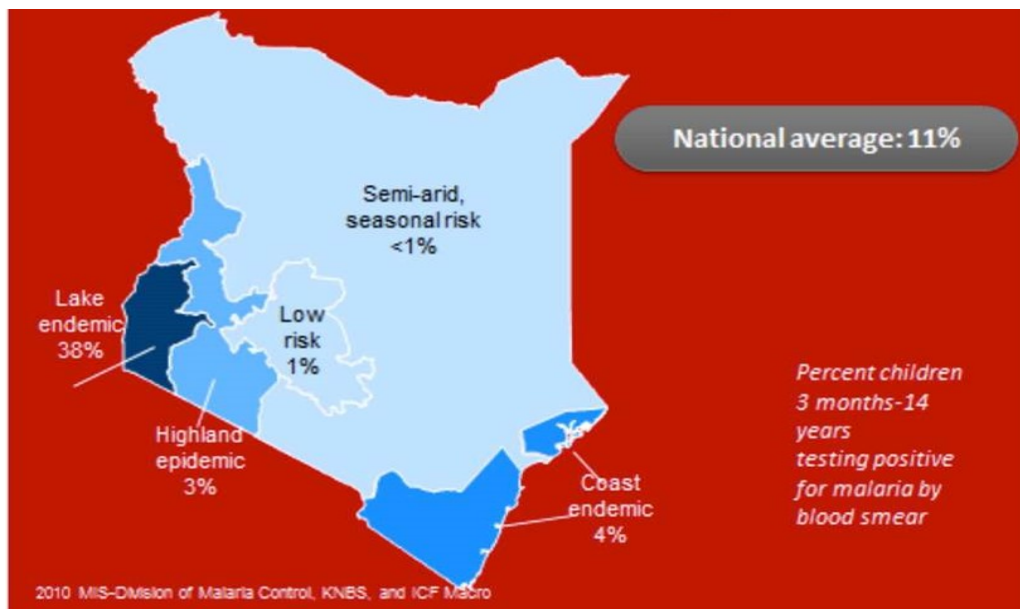 National average: 11%
Semi-arid,
seasonal risk
<1%
Lake
endemic
38%
Low
risk
1%
Highland
epidemic
3%
Coast
endemic
4%
Percent children
3 months-14
years
testing positive
for malaria by
blood smear
2010 MIS-Division of Malaria Control, KNBS, and ICF Macro